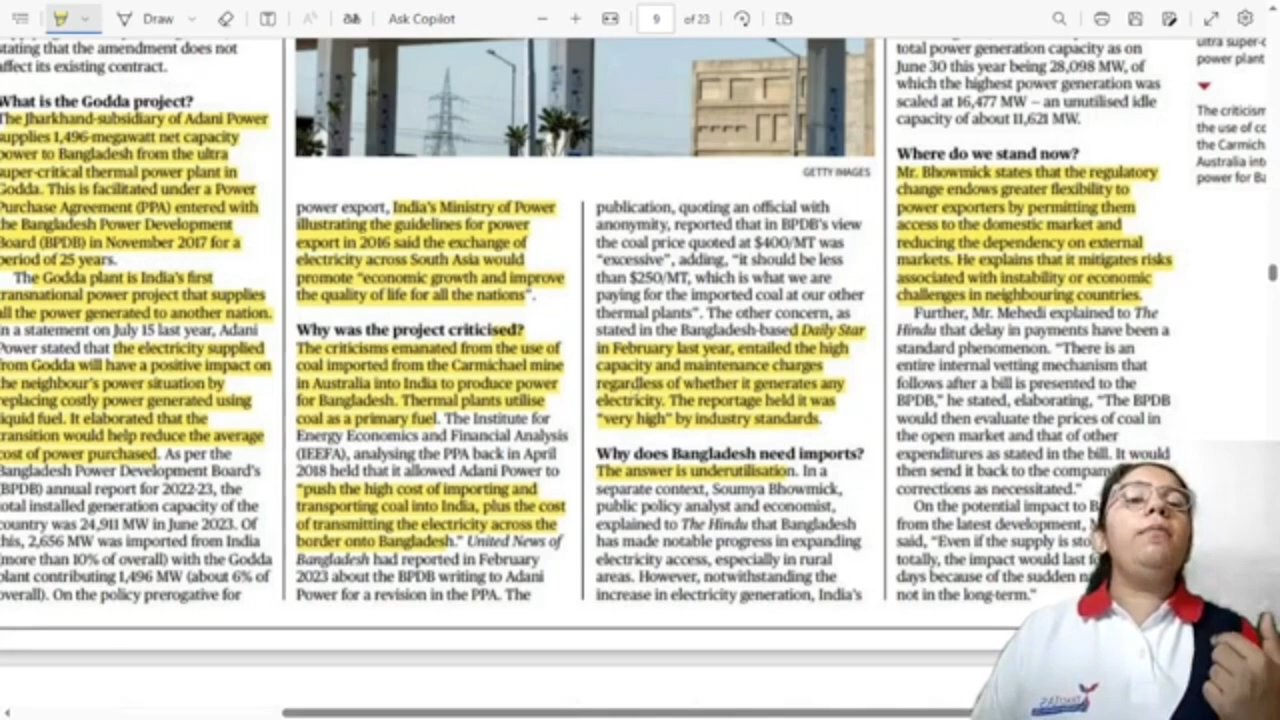 Draw
Ask Copilot
9
of 23
stating that the amendment does not
affect its existing contract.
What is the Godda project?
The Jharkhand-subsidiary of Adani Power
supplies 1,496-megawatt net capacity
power to Bangladesh from the ultra
super-critical thermal power plant in
Godda. This is facilitated under a Power
Purchase Agreement (PPA) entered with
the Bangladesh Power Development
Board (BPDB) in November 2017 for a
period of 25 years.
The Godda plant is India's first
transnational power project that supplies
all the power generated to another nation.
In a statement on July 15 last year, Adani
Power stated that the electricity supplied
from Godda will have a positive impact on
the neighbour's power situation by
replacing costly power generated using
liquid fuel. It elaborated that the
transition would help reduce the average
cost of power purchased. As per the
Bangladesh Power Development Board's
(BPDB) annual report for 2022-23, the
total installed generation capacity of the
country was 24,911 MW in June 2023. Of
this, 2,656 MW was imported from India
(more than 10% of overall) with the Godda
plant contributing 1,496 MW (about 6% of
overall). On the policy prerogative for
GETTY IMAGES
power export, India's Ministry of Power
illustrating the guidelines for power
export in 2016 said the exchange of
electricity across South Asia would
promote "economic growth and improve
the quality of life for all the nations".
Why was the project criticised?
The criticisms emanated from the use of
coal imported from the Carmichael mine
in Australia into India to produce power
for Bangladesh. Thermal plants utilise
coal as a primary fuel. The Institute for
Energy Economics and Financial Analysis
(IEEFA), analysing the PPA back in April
2018 held that it allowed Adani Power to
"push the high cost of importing and
transporting coal into India, plus the cost
of transmitting the electricity across the
border onto Bangladesh." United News of
Bangladesh had reported in February
2023 about the BPDB writing to Adani
Power for a revision in the PPA. The
publication, quoting an official with
anonymity, reported that in BPDB's view
the coal price quoted at $400/MT was
"excessive", adding, "it should be less
than $250/MT, which is what we are
paying for the imported coal at our other
thermal plants". The other concern, as
stated in the Bangladesh-based Daily Star
in February last year, entailed the high
capacity and maintenance charges
regardless of whether it generates any
electricity. The reportage held it was
"very high" by industry standards.
Why does Bangladesh need imports?
The answer is underutilisation. In a
separate context, Soumya Bhowmick,
public policy analyst and economist,
explained to The Hindu that Bangladesh
has made notable progress in expanding
electricity access, especially in rural
areas. However, notwithstanding the
increase in electricity generation, India's
total power generation capacity as on
June 30 this year being 28,098 MW, of
which the highest power generation was
scaled at 16,477 MW – an unutilised idle
capacity of about 11,621 MW.
Where do we stand now?
Mr. Bhowmick states that the regulatory
change endows greater flexibility to
power exporters by permitting them
access to the domestic market and
reducing the dependency on external
markets. He explains that it mitigates risks
associated with instability or economic
challenges in neighbouring countries.
Further, Mr. Mehedi explained to The
Hindu that delay in payments have been a
standard phenomenon. "There is an
entire internal vetting mechanism that
follows after a bill is presented to the
BPDB," he stated, elaborating, "The BPDB
would then evaluate the prices of coal in
the open market and that of other
expenditures as stated in the bill. It would
then send it back to the company
corrections as necessitated."
On the potential impact to B
from the latest development, M
said, "Even if the supply is sto
totally, the impact would last f
days because of the sudden n
not in the long-term."
ultra super-c
power plant
The criticism
the use of co
the Carmich
Australia int
power for Ba